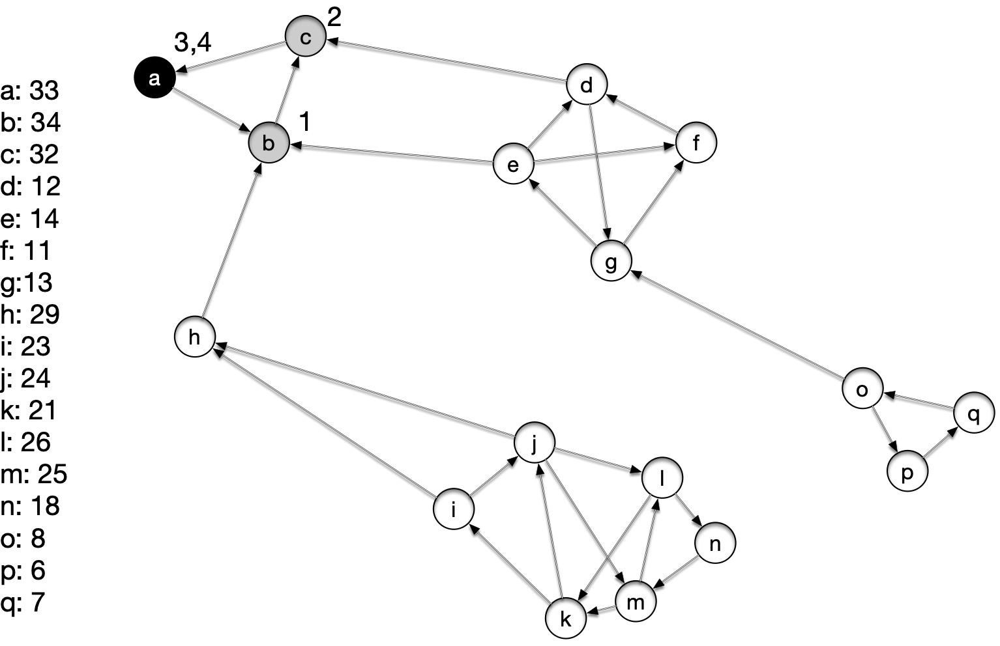 a: 33
b: 34
c: 32
d: 12
e: 14
f: 11
g:13
h: 29
i: 23
j: 24
k: 21
l: 26
m: 25
n: 18
o: 8
p: 6
q: 7
c
2
3,4
a
1
b
d
f
e
g
h
o
q
p
j
l
i
n
m
k